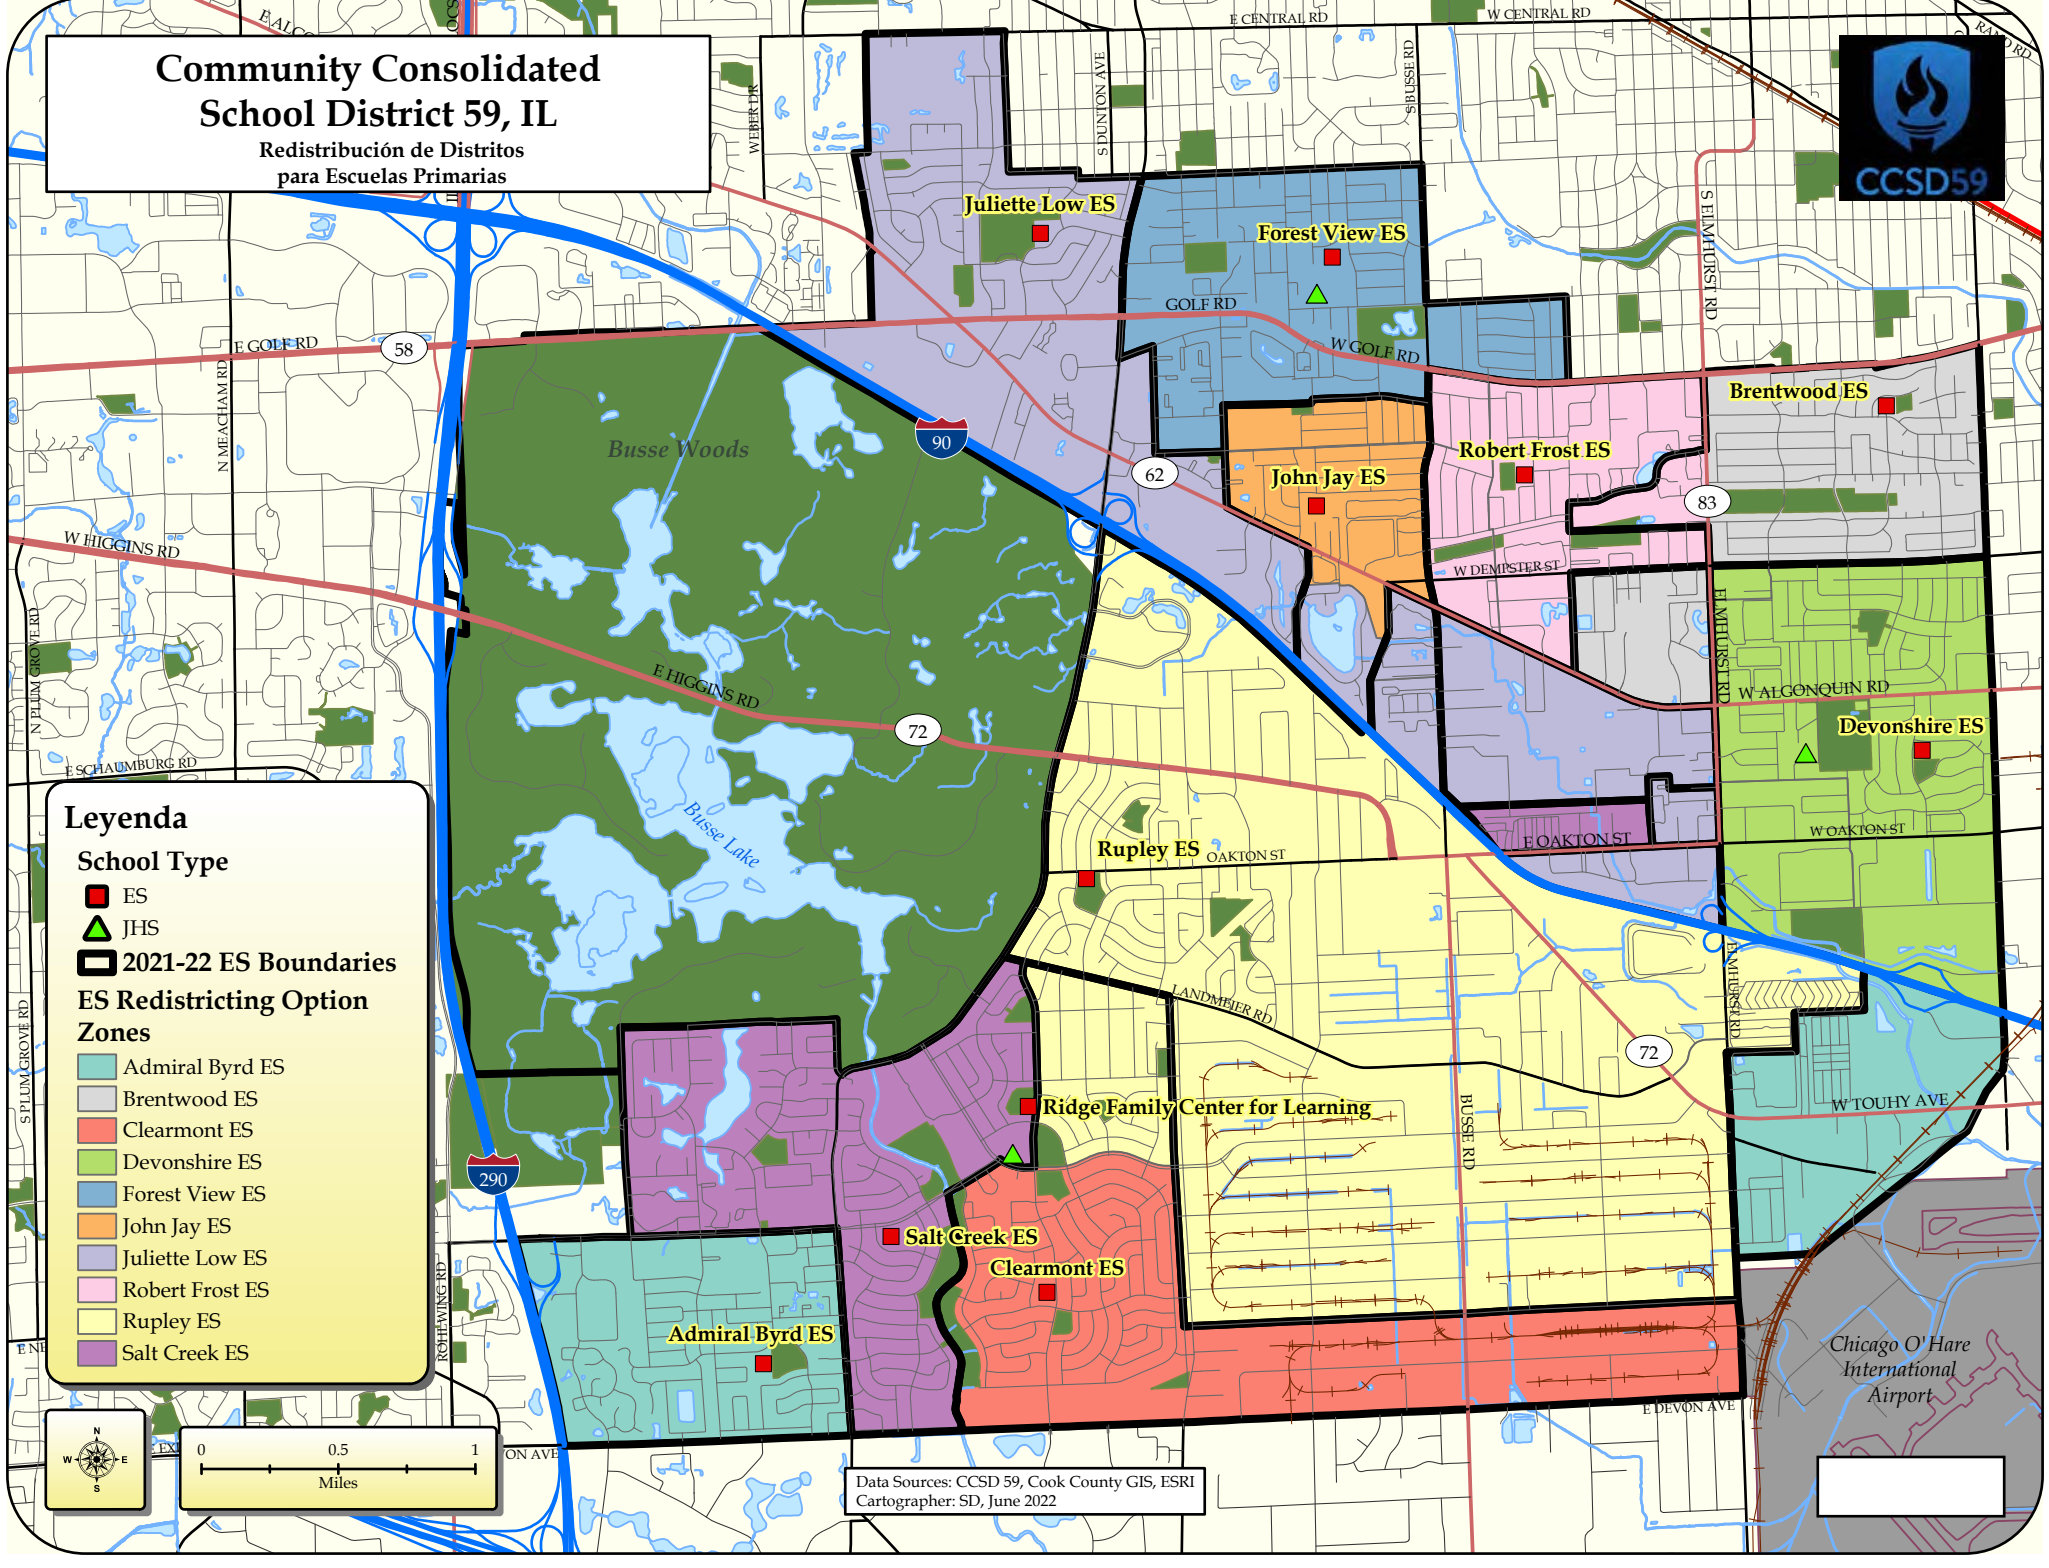 Community Consolidated
School District 59, IL
Redistribución de Distritos
para Escuelas Primarias
CCSD59
E CENTRAL RD
W CENTRAL RD
RAND RD
WEBER DR
S DUNTON AVE
S BUSSE RD
S ELMHURST RD
Juliette Low ES
Forest View ES
GOLF RD
W GOLF RD
E GOLF RD
58
N MEACHAM RD
Brentwood ES
90
Busse Woods
62
Robert Frost ES
John Jay ES
83
W HIGGINS RD
W DEMPSTER ST
ELMHURST RD
N PLUM GROVE RD
E HIGGINS RD
72
W ALGONQUIN RD
Devonshire ES
E SCHAUMBURG RD
Busse Lake
Rupley ES
OAKTON ST
E OAKTON ST
W OAKTON ST
Leyenda
School Type
ES
JHS
2021-22 ES Boundaries
ES Redistricting Option
Zones
Admiral Byrd ES
Brentwood ES
Clearmont ES
Devonshire ES
Forest View ES
John Jay ES
Juliette Low ES
Robert Frost ES
Rupley ES
Salt Creek ES
LANDMEIER RD
ELMHURST RD
72
S PLUM GROVE RD
W TOUHY AVE
BUSSE RD
Ridge Family Center for Learning
290
Salt Creek ES
Clearmont ES
ROHLWING RD
Admiral Byrd ES
Chicago O'Hare
International
Airport
E DEVON AVE
ON AVE
N
W E
S
0 0.5 1
Miles
Data Sources: CCSD 59, Cook County GIS, ESRI
Cartographer: SD, June 2022